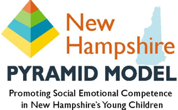 New
Hampshire
PYRAMID MODEL
Promoting Social Emotional Competence
in New Hampshire's Young Children